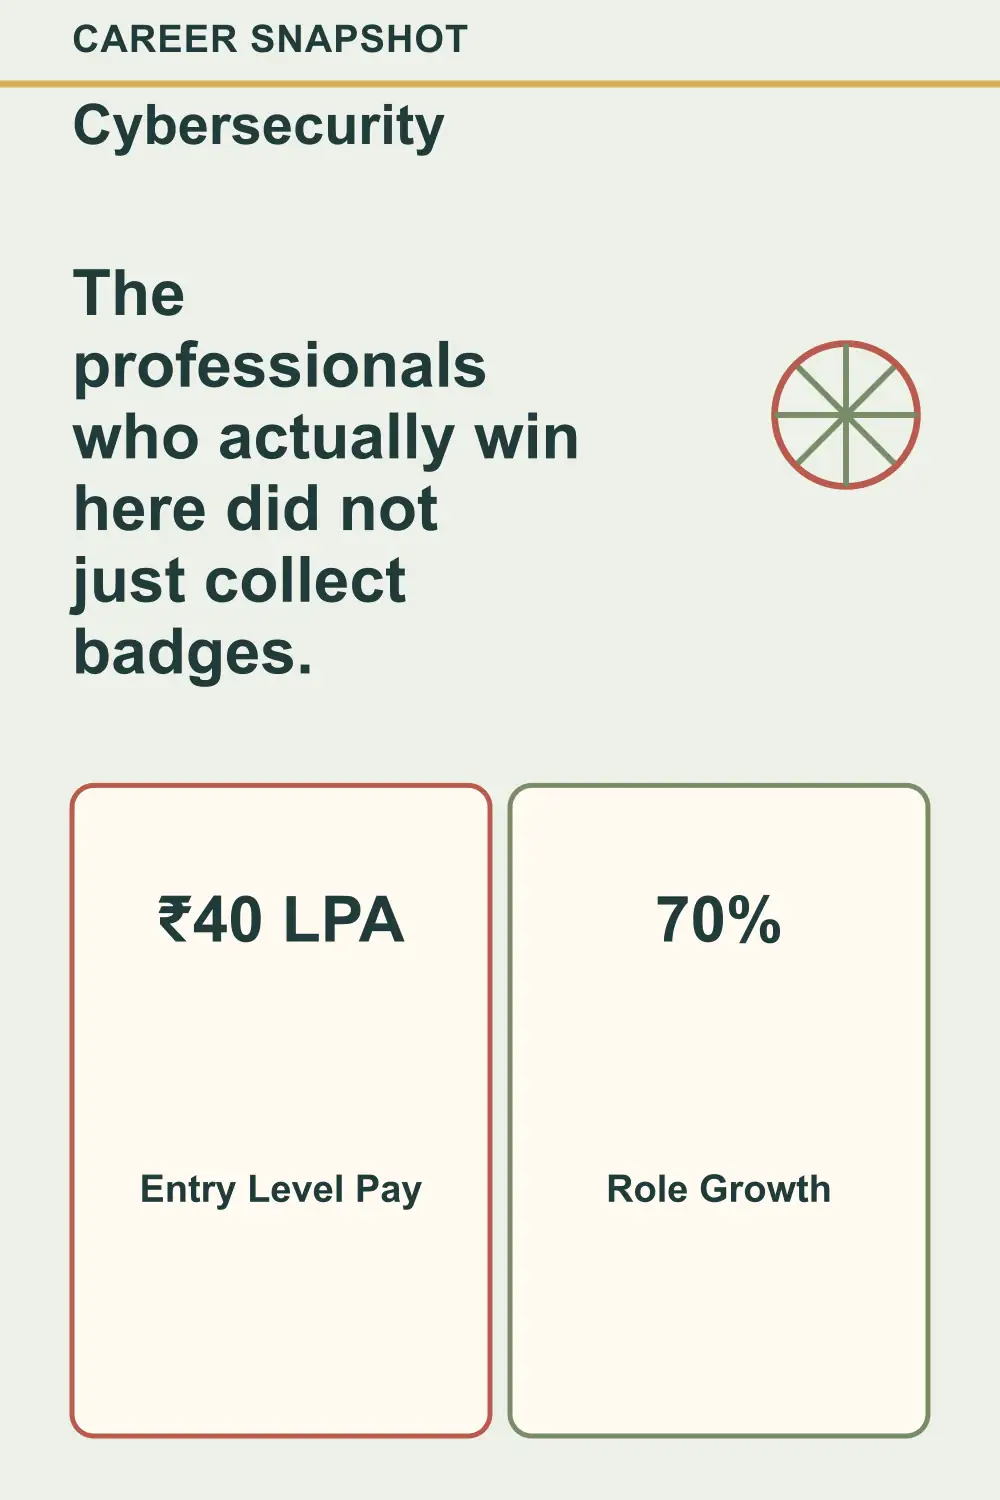 CAREER SNAPSHOT
Cybersecurity
The
professionals
who actually win
here did not
just collect
badges.
₹40 LPA
Entry Level Pay
70%
Role Growth